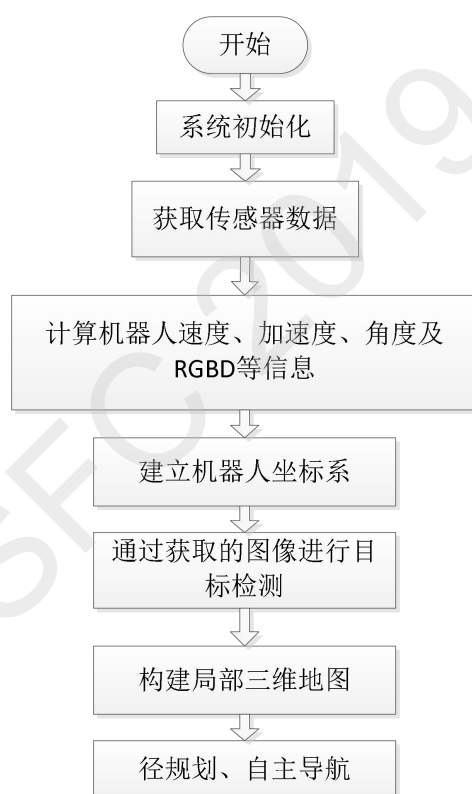 开始
系统初始化
获取传感器数据
计算机器人速度、加速度、角度及
RGBD等信息
建立机器人坐标系
通过获取的图像进行目
标检测
构建局部三维地图
径规划、自主导航
SFC 2019